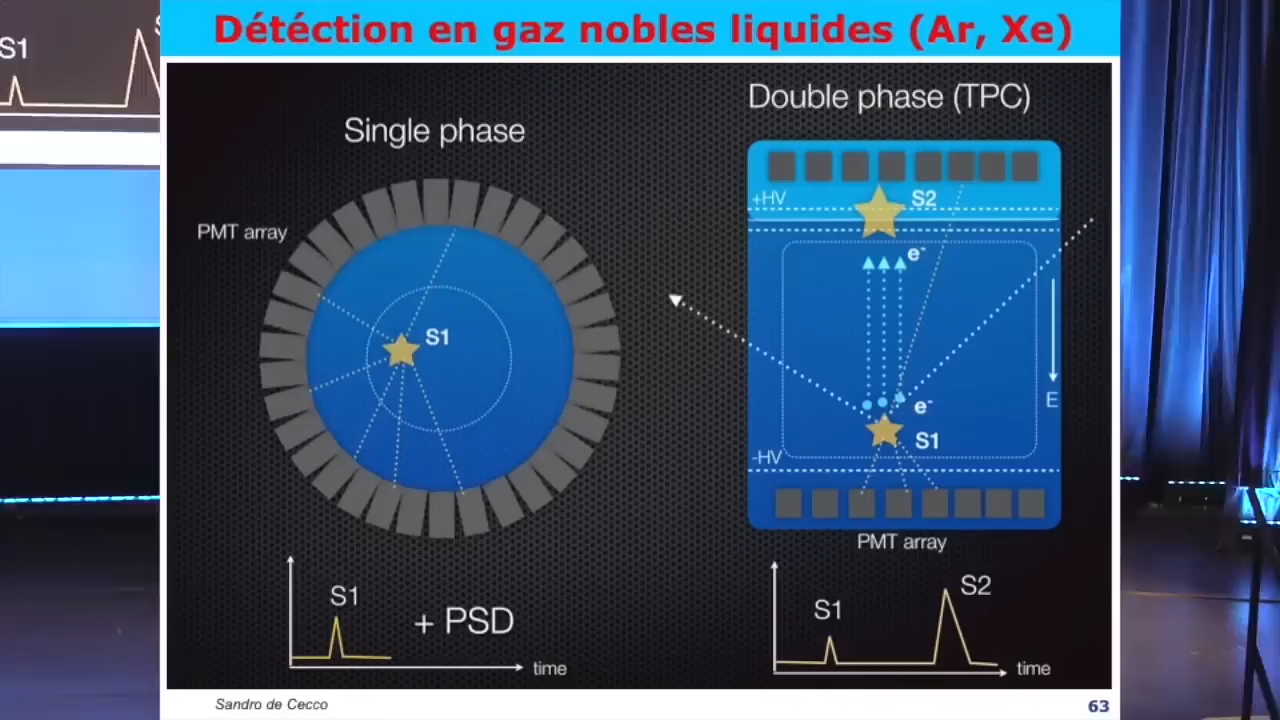 S1
Détéction en gaz nobles liquides (Ar, Xe)
Single phase
PMT array
S1
S1
+ PSD
time
Double phase (TPC)
+HV
S2
e-
E
e-
S1
-HV
PMT array
S1
S2
time
Sandro de Cecco
63